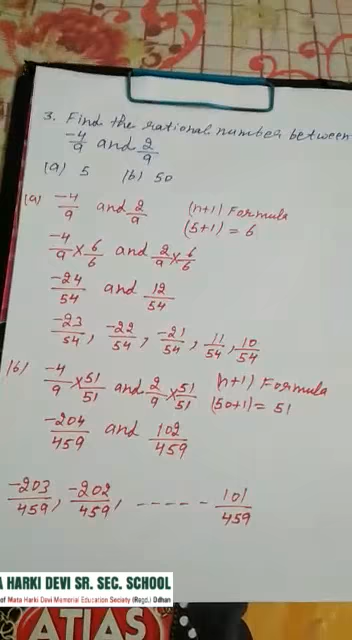 3. Find the rational number between
-4/9 and 2/9
(a) 5 (b) 50
(a) -4/9 and 2/9 (n+1) Formula
(5+1) = 6
-4/9 × 6/6 and 2/9 × 6/6
-24/54 and 12/54
-23/54, -22/54, -21/54, 11/54, 10/54
(b) -4/9 × 51/51 and 2/9 × 51/51 (n+1) Formula
(50+1) = 51
-204/459 and 102/459
-203/459, -202/459, ------ 101/459
A HARKI DEVI SR. SEC. SCHOOL
of Mata Harki Devi Memorial Education Society (Regd.) Odhan
ATLAS